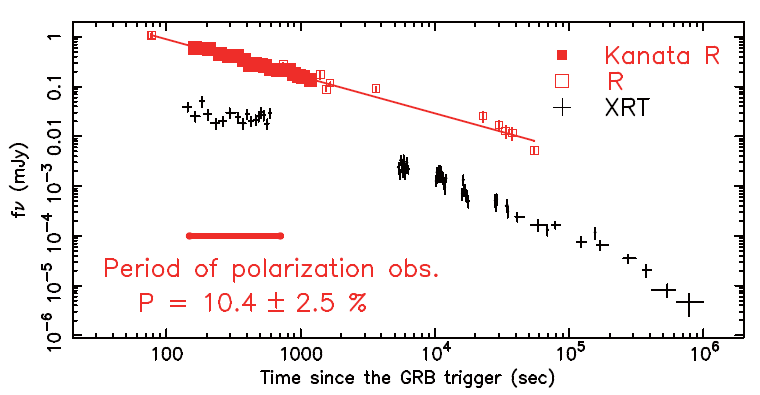 Kanata R
R
XRT
1
0.1
0.01
10⁻³
10⁻⁴
10⁻⁵
10⁻⁶
fν (mJy)
Period of polarization obs.
P = 10.4 ± 2.5 %
100 1000 10⁴ 10⁵ 10⁶
Time since the GRB trigger (sec)